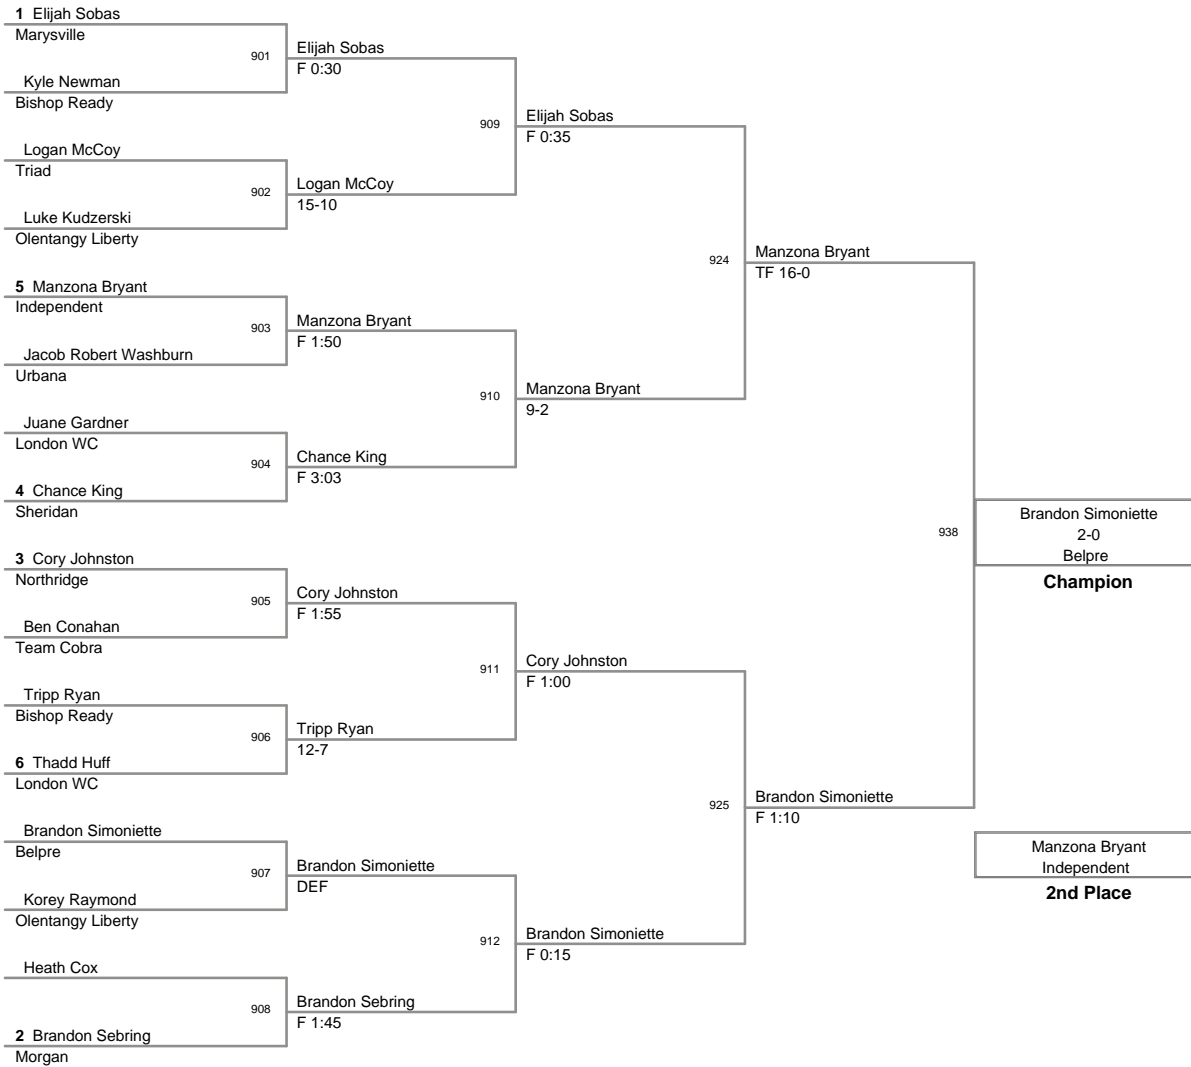 1 Elijah Sobas
Marysville
901
Elijah Sobas
F 0:30
Kyle Newman
Bishop Ready
909
Elijah Sobas
F 0:35
Logan McCoy
Triad
902
Logan McCoy
15-10
Luke Kudzerski
Olentangy Liberty
924
Manzona Bryant
TF 16-0
5 Manzona Bryant
Independent
903
Manzona Bryant
F 1:50
Jacob Robert Washburn
Urbana
910
Manzona Bryant
9-2
Juane Gardner
London WC
904
Chance King
F 3:03
4 Chance King
Sheridan
938
Brandon Simoniette
2-0
Belpre
Champion
3 Cory Johnston
Northridge
905
Cory Johnston
F 1:55
Ben Conahan
Team Cobra
911
Cory Johnston
F 1:00
Tripp Ryan
Bishop Ready
906
Tripp Ryan
12-7
6 Thadd Huff
London WC
925
Brandon Simoniette
F 1:10
Brandon Simoniette
Belpre
907
Brandon Simoniette
DEF
Korey Raymond
Olentangy Liberty
Manzona Bryant
Independent
2nd Place
912
Brandon Simoniette
F 0:15
Heath Cox
908
Brandon Sebring
F 1:45
2 Brandon Sebring
Morgan